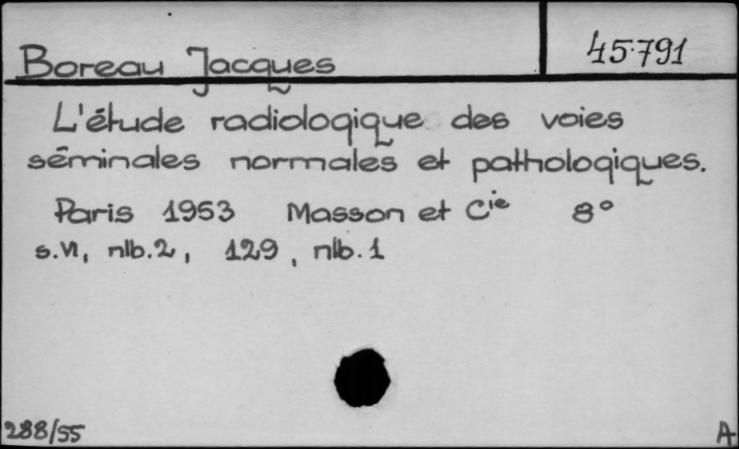 Boreau Jacques
45791
L'étude radiologique des voies
séminales normales et pathologiques.
Paris 1953 Masson et Cie 8°
s.VI, nlb.2, 129, nlb.1
288/55
A